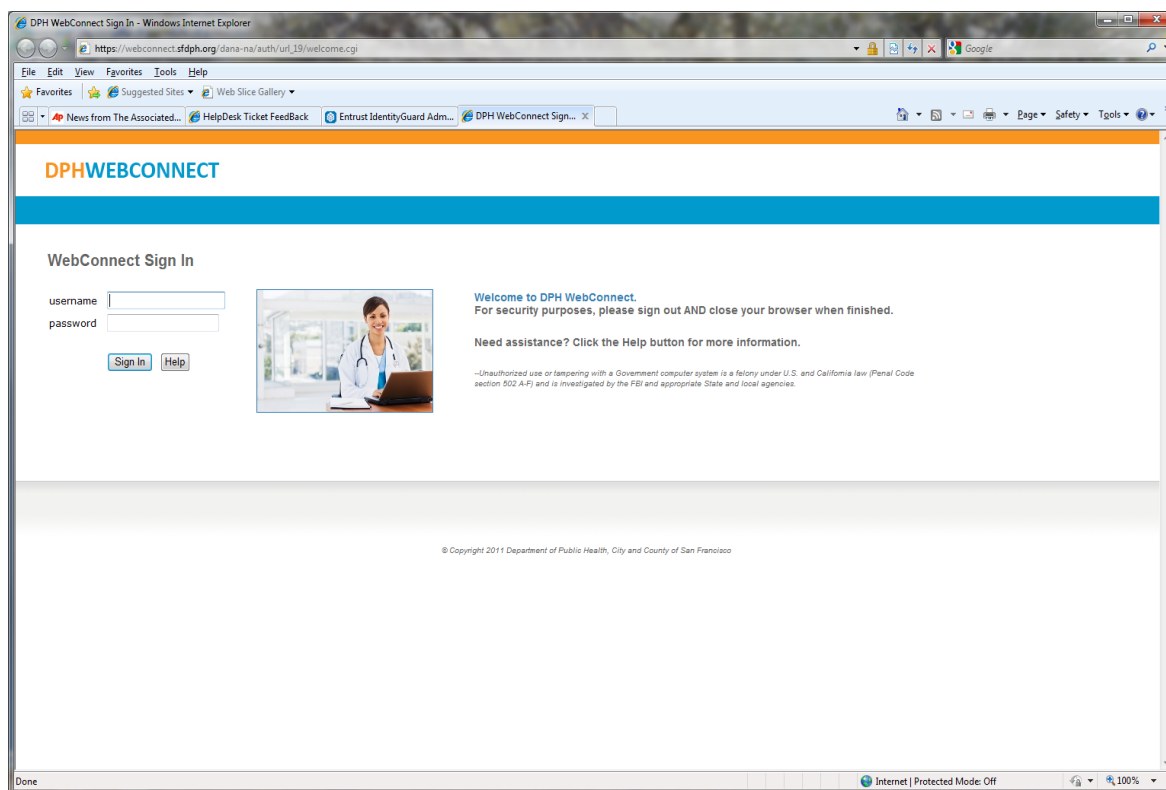 DPH WebConnect Sign In - Windows Internet Explorer
https://webconnect.sfdph.org/dana-na/auth/url_19/welcome.cgi
Google
File Edit View Favorites Tools Help
Favorites Suggested Sites Web Slice Gallery
AP News from The Associated... HelpDesk Ticket FeedBack Entrust IdentityGuard Adm... DPH WebConnect Sign... X
Page Safety Tools
DPHWEBCONNECT
WebConnect Sign In
username
password
Sign In Help
Welcome to DPH WebConnect.
For security purposes, please sign out AND close your browser when finished.
Need assistance? Click the Help button for more information.
--Unauthorized use or tampering with a Government computer system is a felony under U.S. and California law (Penal Code
section 502 A-F) and is investigated by the FBI and appropriate State and local agencies.
© Copyright 2011 Department of Public Health, City and County of San Francisco
Done
Internet | Protected Mode: Off
100%